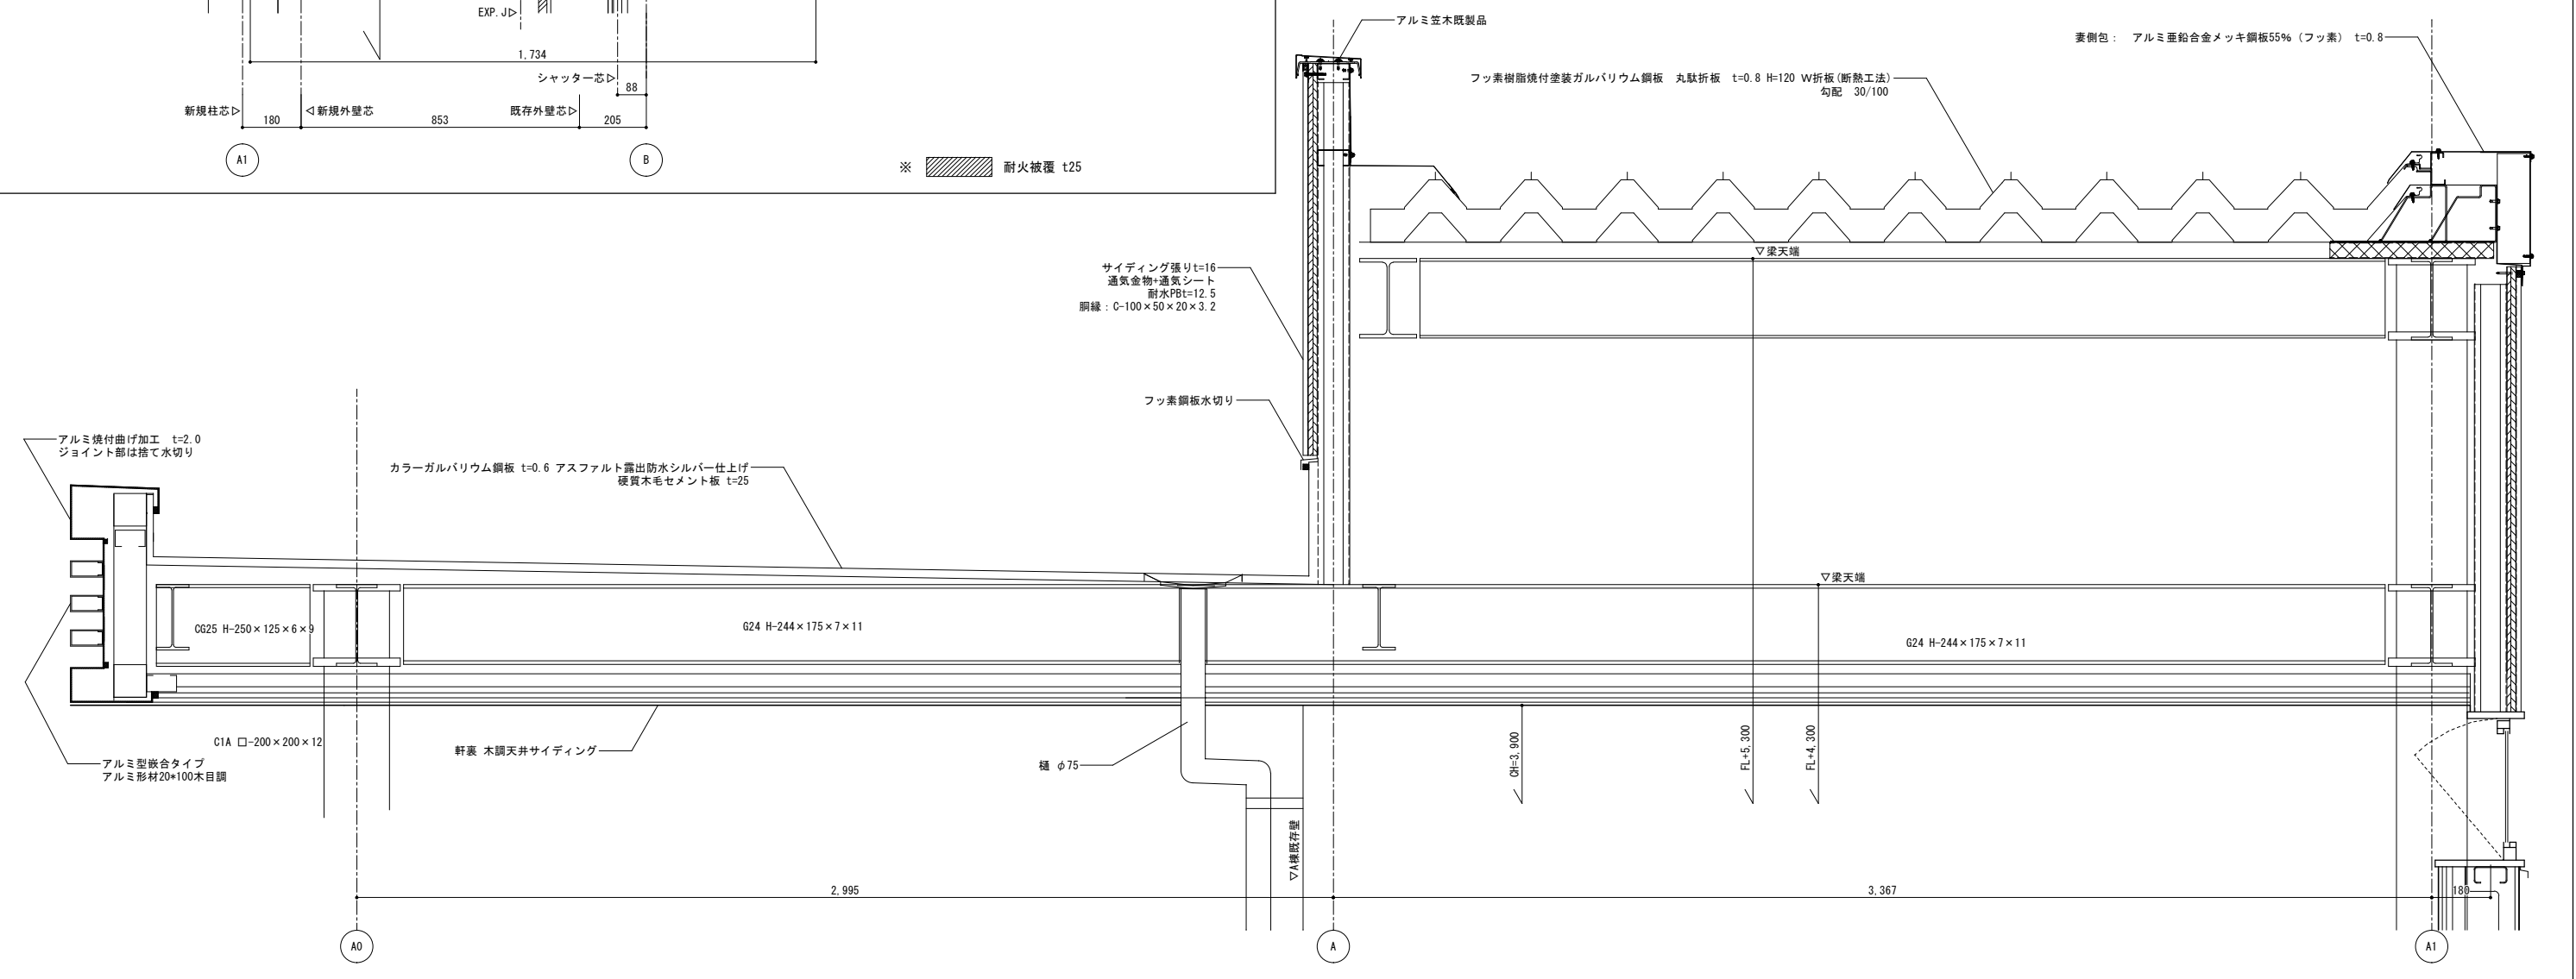 EXP.J▷
1,734
シャッター芯▷
88
新規柱芯▷
◁新規外壁芯
既存外壁芯▷
180
853
205
A1
B
※ 耐火被覆 t25
アルミ笠木既製品
妻側包： アルミ亜鉛合金メッキ鋼板55%（フッ素） t=0.8
フッ素樹脂焼付塗装ガルバリウム鋼板 丸駄折板 t=0.8 H=120 W折板(断熱工法)
勾配 30/100
▽梁天端
サイディング張りt=16
通気金物+通気シート
耐水PBt=12.5
胴縁：C-100×50×20×3.2
フッ素鋼板水切り
アルミ焼付曲げ加工 t=2.0
ジョイント部は捨て水切り
カラーガルバリウム鋼板 t=0.6 アスファルト露出防水シルバー仕上げ
硬質木毛セメント板 t=25
▽梁天端
CG25 H-250×125×6×9
G24 H-244×175×7×11
G24 H-244×175×7×11
C1A 口-200×200×12
軒裏 木調天井サイディング
アルミ型嵌合タイプ
アルミ形材20*100木目調
樋 φ75
CH=3,900
FL+5,300
FL+4,300
▽A棟既存壁
2,995
3,367
180
A0
A
A1